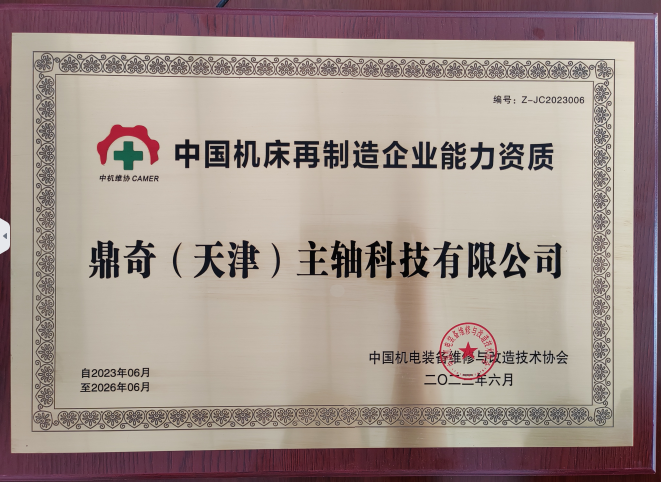 编号：Z-JC2023006
中国机床再制造企业能力资质
中机维协 CAMER
鼎奇（天津）主轴科技有限公司
自2023年06月
至2026年06月
中国机电装备维修与改造技术协会
二〇二三年六月